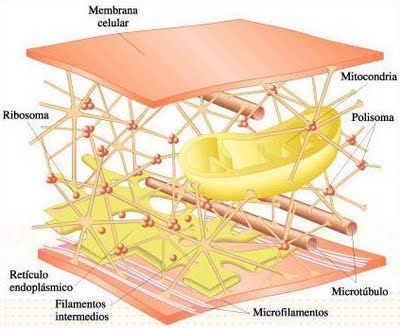 Membrana
celular
Mitocondria
Ribosoma
Polisoma
Retículo
endoplásmico
Filamentos
intermedios
Microfilamentos
Microtúbulo